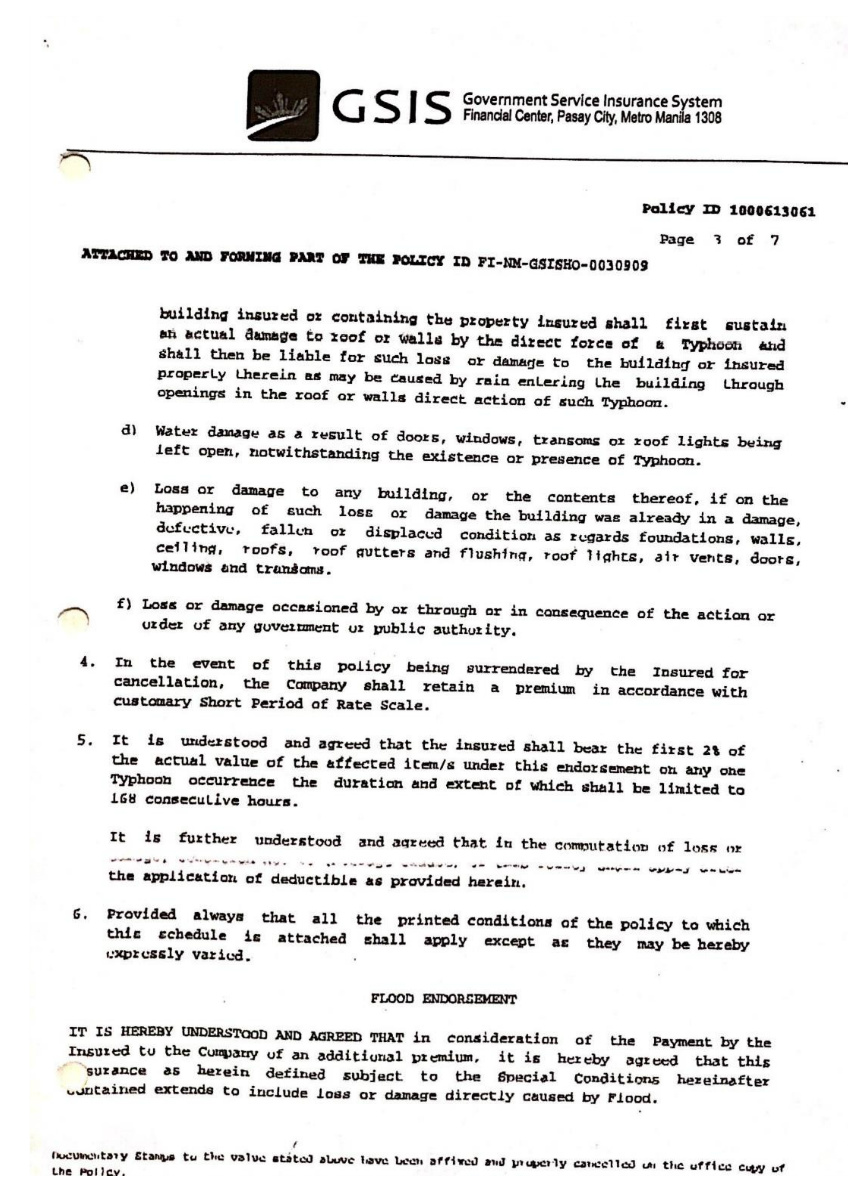 GSIS Government Service Insurance System
Financial Center, Pasay City, Metro Manila 1308
Policy ID 1000613061
Page 3 of 7
ATTACHED TO AND FORMING PART OF THE POLICY ID FI-NM-GSISHO-0030909
building insured or containing the property insured shall first sustain
an actual damage to roof or walls by the direct force of a Typhoon and
shall then be liable for such loss or damage to the building or insured
properly therein as may be caused by rain entering the building through
openings in the roof or walls direct action of such Typhoon.
d) Water damage as a result of doors, windows, transoms or roof lights being
left open, notwithstanding the existence or presence of Typhoon.
e) Loss or damage to any building, or the contents thereof, if on the
happening of such loss or damage the building was already in a damage,
defective, fallen or displaced condition as regards foundations, walls,
ceiling, roofs, roof gutters and flushing, roof lights, air vents, doors,
windows and transoms.
f) Loss or damage occasioned by or through or in consequence of the action or
order of any government or public authority.
4. In the event of this policy being surrendered by the Insured for
cancellation, the Company shall retain a premium in accordance with
customary Short Period of Rate Scale.
5. It is understood and agreed that the insured shall bear the first 2% of
the actual value of the affected item/s under this endorsement on any one
Typhoon occurrence the duration and extent of which shall be limited to
168 consecutive hours.
It is further understood and agreed that in the computation of loss or
the application of deductible as provided herein.
6. Provided always that all the printed conditions of the policy to which
this schedule is attached shall apply except as they may be hereby
expressly varied.
FLOOD ENDORSEMENT
IT IS HEREBY UNDERSTOOD AND AGREED THAT in consideration of the Payment by the
Insured to the Company of an additional premium, it is hereby agreed that this
surance as herein defined subject to the Special Conditions hereinafter
contained extends to include loss or damage directly caused by Flood.
Documentary Stamps to the value stated above have been affixed and properly cancelled on the office copy of
the Policy.